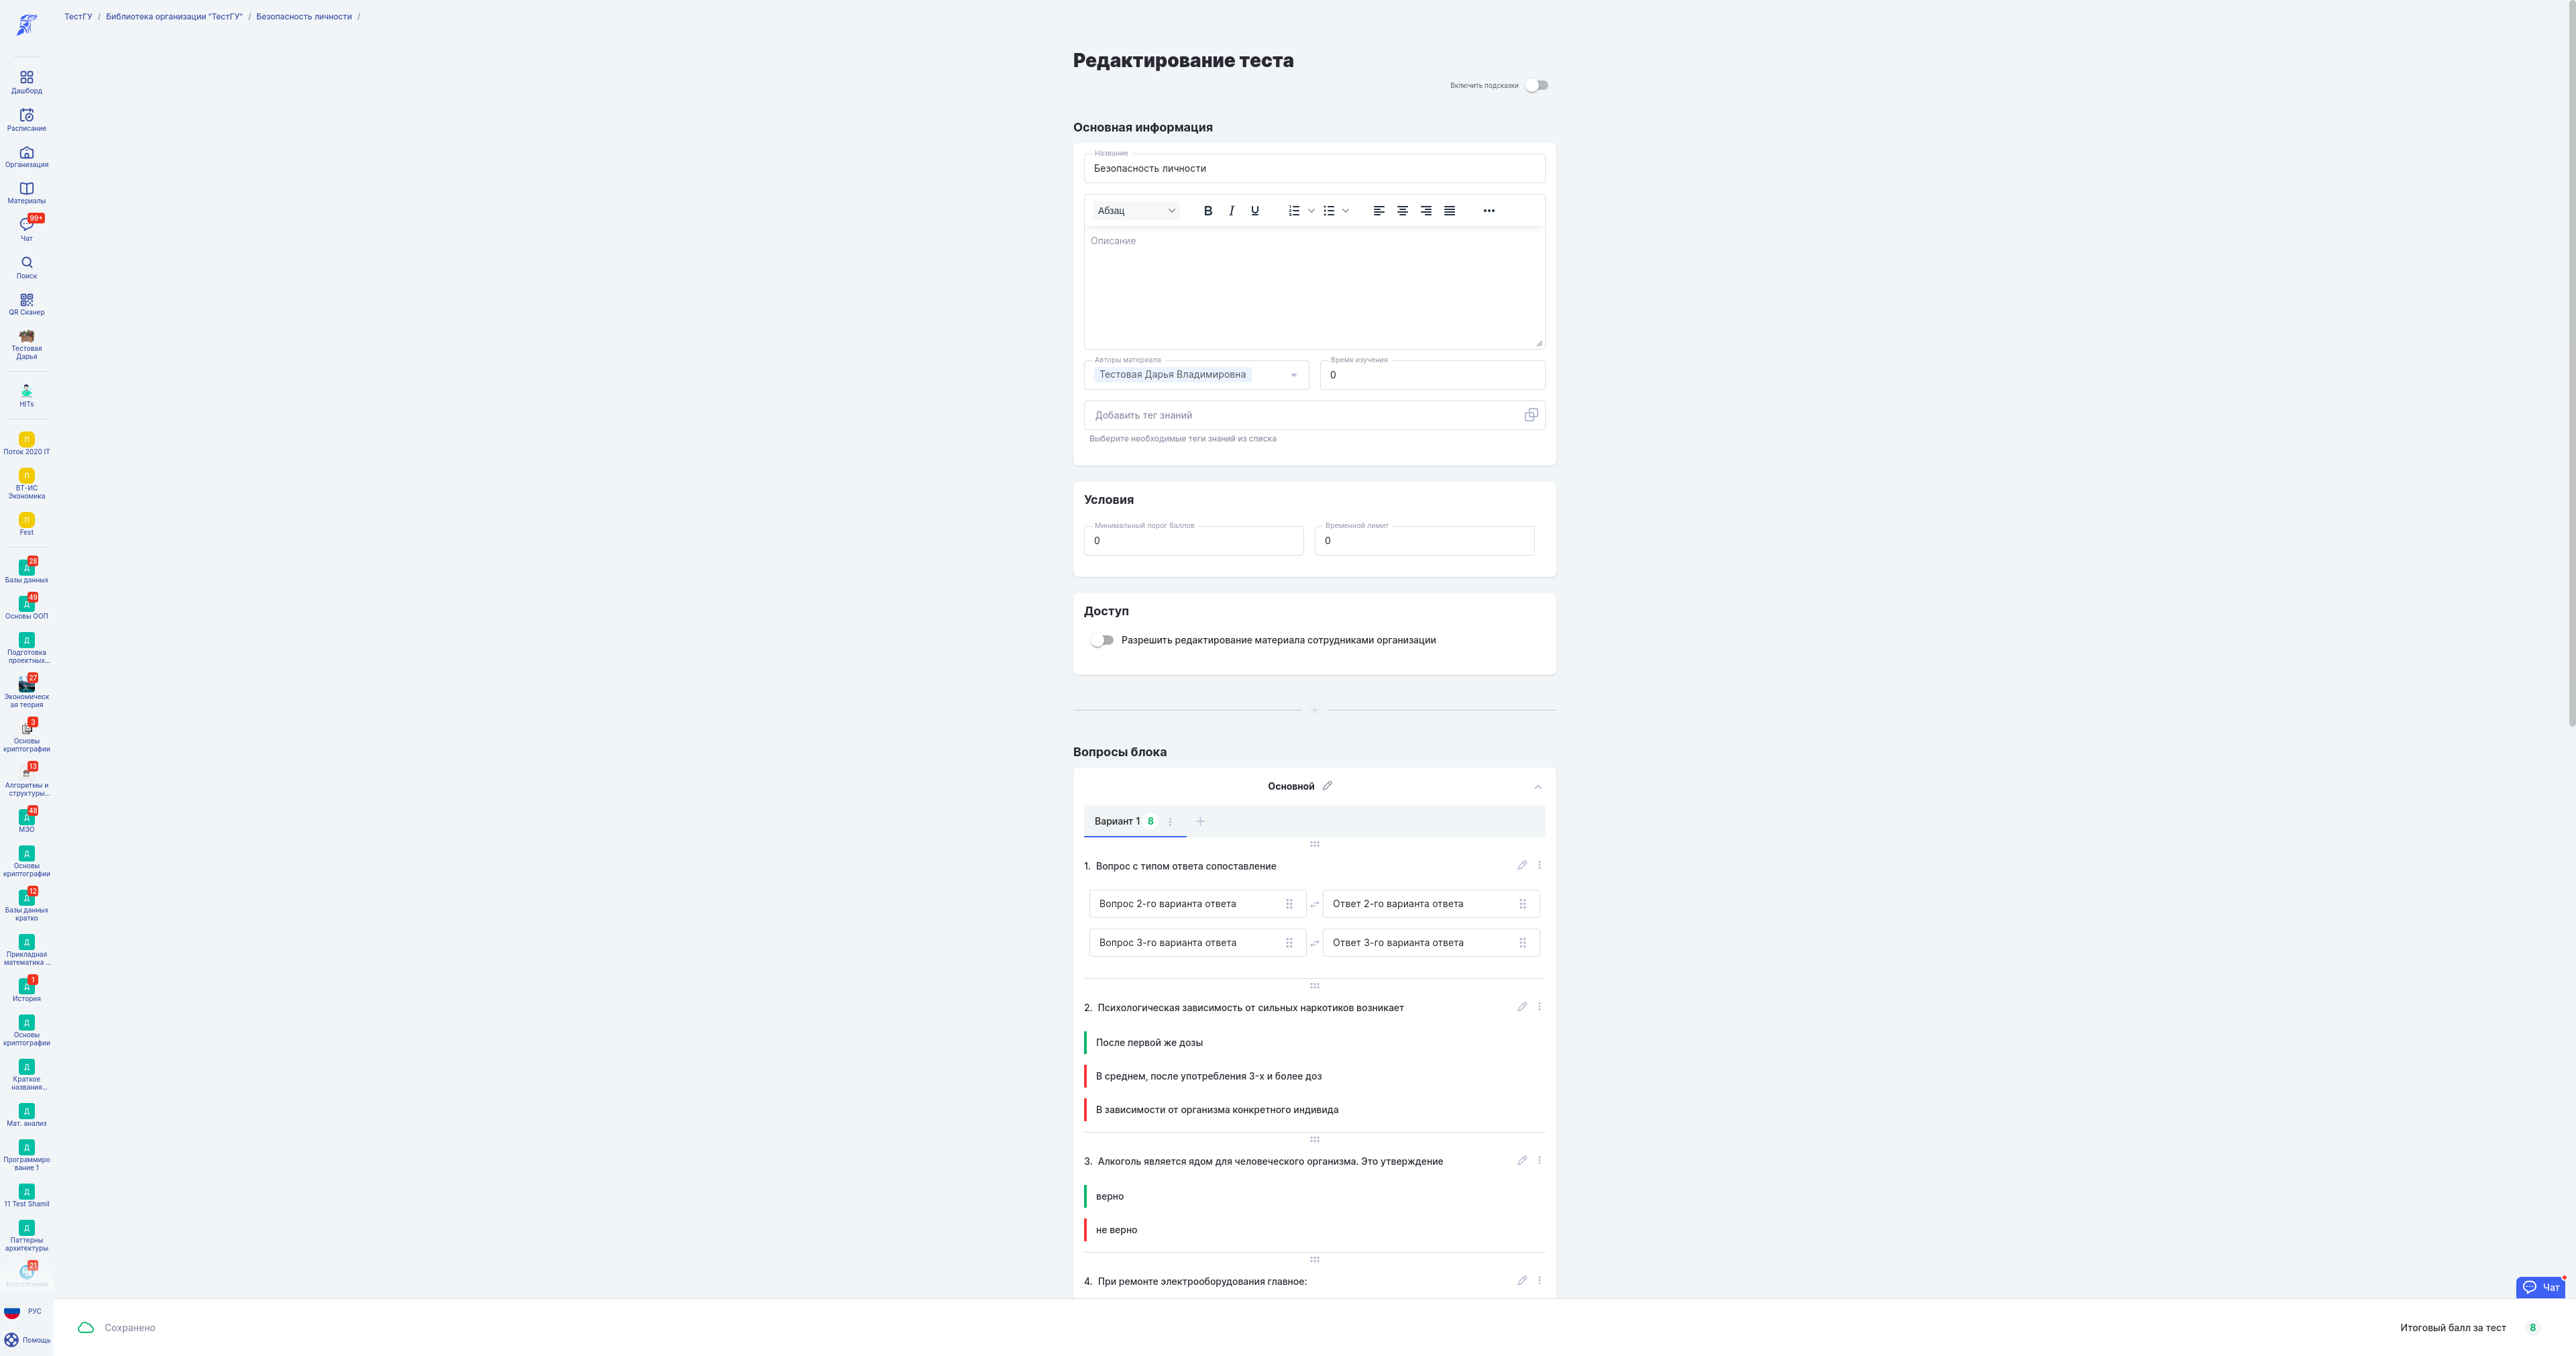 ТестГУ / Библиотека организации "ТестГУ" / Безопасность личности /
Дашборд
Расписание
Организация
Материалы
99+
Чат
Поиск
QR Сканер
Тестовая
Дарья
HITs
П
Поток 2020 IT
П
ВТ-ИС
Экономика
П
Fest
28
Д
Базы данных
49
Д
Основы ООП
Д
Подготовка
проектных...
27
Экономическ
ая теория
3
Основы
криптографии
13
Алгоритмы и
структуры...
48
Д
МЭО
Д
Основы
криптографии
12
Д
Базы данных
кратко
Д
Прикладная
математика ...
1
Д
История
Д
Основы
криптографии
Д
Краткое
названия...
Д
Мат. анализ
Д
Программиро
вание 1
Д
11 Test Shamil
Д
Паттерны
архитектуры
21
Бухгалтерия
РУС
Помощь
Редактирование теста
Включить подсказки
Основная информация
Название
Безопасность личности
Абзац B I U
Описание
Авторы материала
Тестовая Дарья Владимировна
Время изучения
0
Добавить тег знаний
Выберите необходимые теги знаний из списка
Условия
Минимальный порог баллов
0
Временной лимит
0
Доступ
Разрешить редактирование материала сотрудниками организации
Вопросы блока
Основной
Вариант 1 8
1. Вопрос с типом ответа сопоставление
Вопрос 2-го варианта ответа
Ответ 2-го варианта ответа
Вопрос 3-го варианта ответа
Ответ 3-го варианта ответа
2. Психологическая зависимость от сильных наркотиков возникает
После первой же дозы
В среднем, после употребления 3-х и более доз
В зависимости от организма конкретного индивида
3. Алкоголь является ядом для человеческого организма. Это утверждение
верно
не верно
4. При ремонте электрооборудования главное:
Чат
Сохранено
Итоговый балл за тест 8